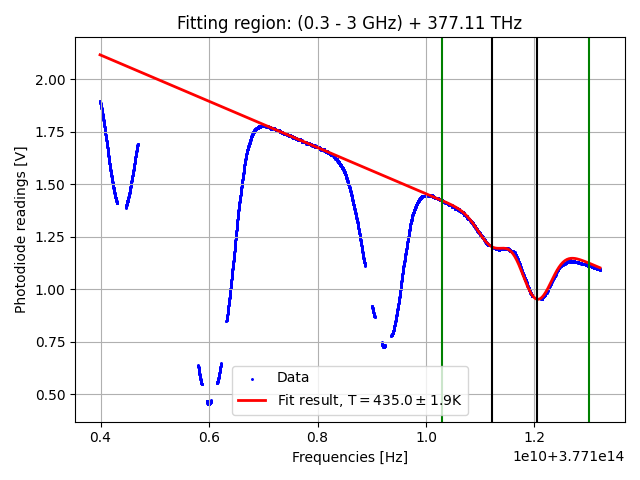 Fitting region: (0.3 - 3 GHz) + 377.11 THz
Photodiode readings [V]
2.00
1.75
1.50
1.25
1.00
0.75
0.50
Data
Fit result, T = 435.0 ± 1.9K
0.4 0.6 0.8 1.0 1.2
Frequencies [Hz]
1e10+3.771e14